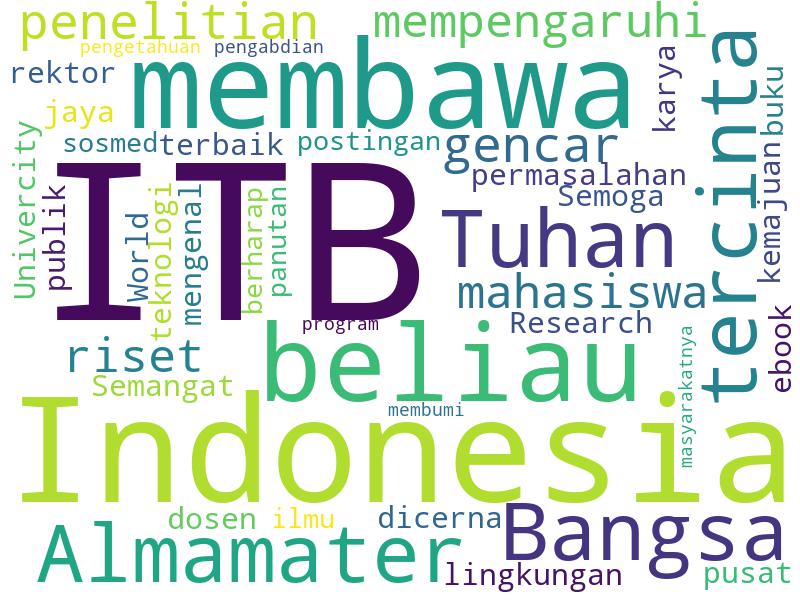 penelitian
mempengaruhi
pengetahuan
pengabdian
rektor
membawa
karya
tercinta
buku
jaya
sosmed
terbaik
postingan
gencar
Univercity
publik
ITB
World
teknologi
mengenal
berharap
panutan
permasalahan
Semoga
kemajuan
Tuhan
mahasiswa
program
Research
ebook
riset
beliau
masyarakatnya
Semangat
membumi
Indonesia
dosen
ilmu
dicerna
Bangsa
Almamater
lingkungan
pusat